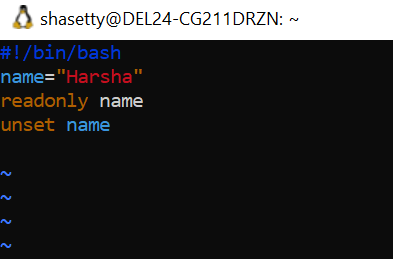 shasetty@DEL24-CG211DRZN: ~
#!/bin/bash
name="Harsha"
readonly name
unset name
~
~
~
~